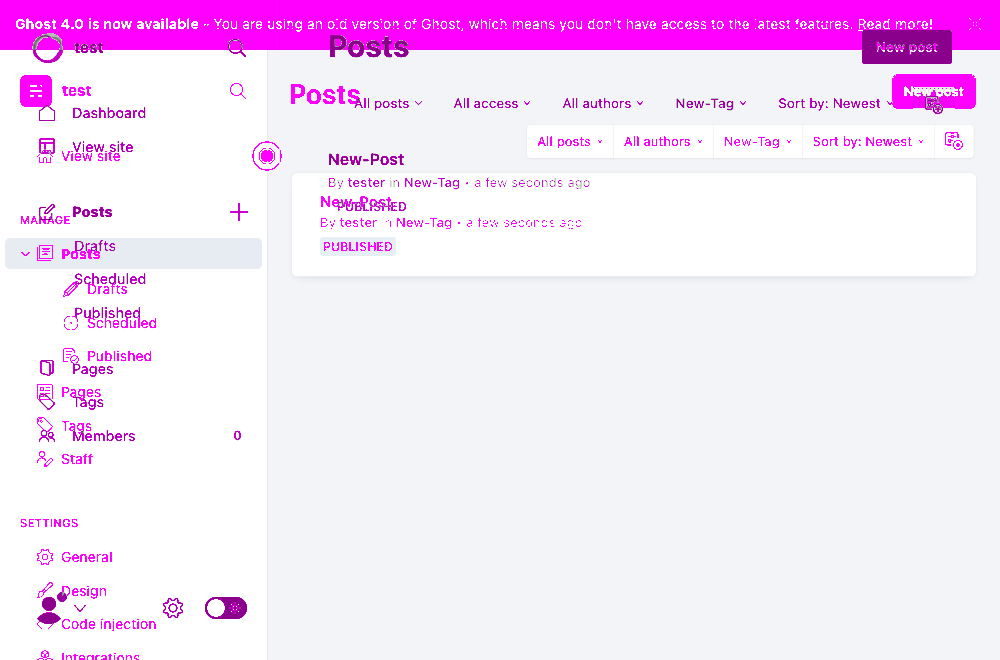 Ghost 4.0 is now available - You are using an old version of Ghost, which means you don't have access to the latest features. Read more!
test
Posts
New post
test
Posts
New post
All posts
All access
All authors
New-Tag
Sort by: Newest
Dashboard
View site
View site
All posts
All authors
New-Tag
Sort by: Newest
New-Post
By tester in New-Tag • a few seconds ago
New-Post
PUBLISHED
By tester in New-Tag • a few seconds ago
PUBLISHED
Posts
MANAGE
Drafts
Posts
Scheduled
Drafts
Published
Scheduled
Published
Pages
Pages
Tags
Tags
Members 0
Staff
SETTINGS
General
Design
Code injection
Integrations